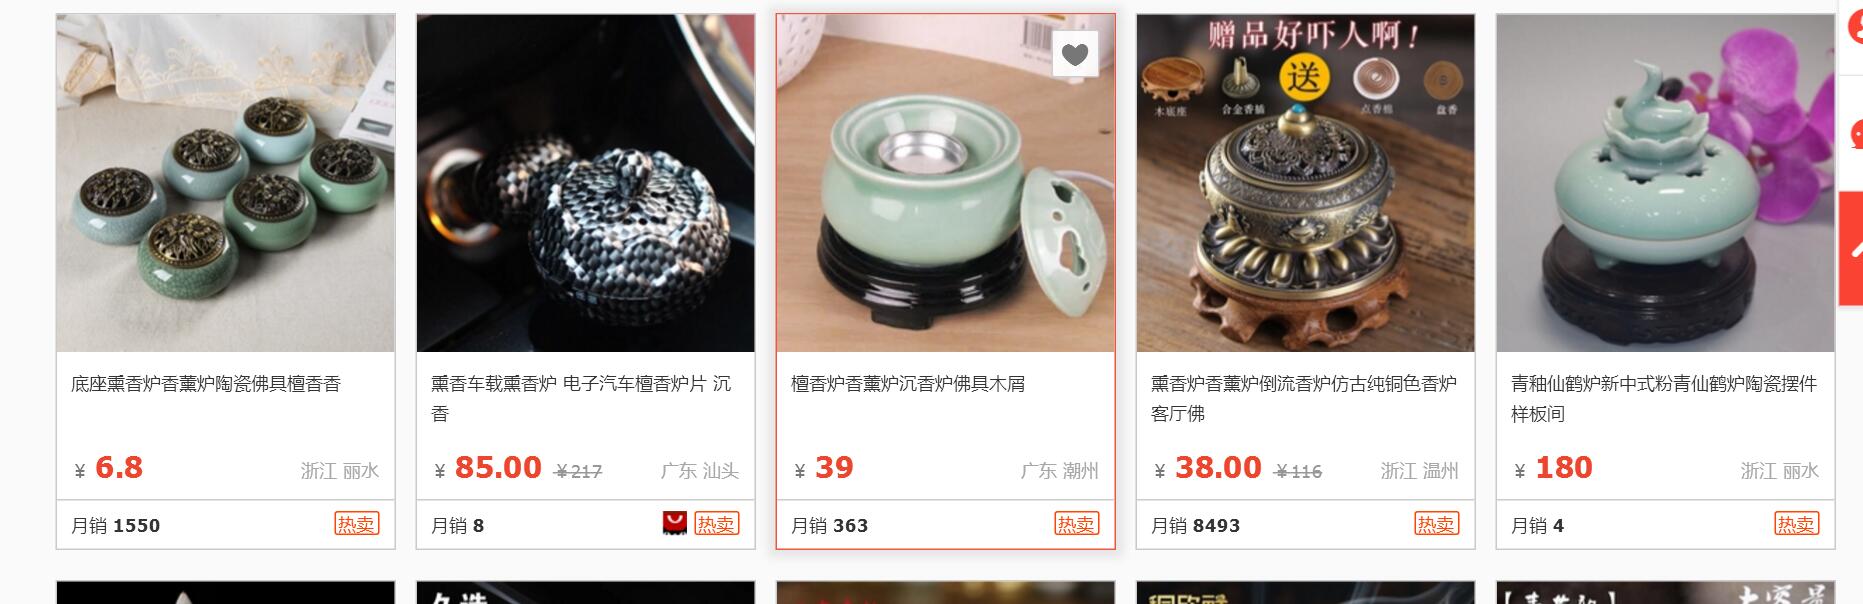 赠品好吓人啊！
送
木底座
合金香插
点香棉
盘香
底座熏香炉香薰炉陶瓷佛具檀香香
¥ 6.8
浙江 丽水
月销 1550
热卖
熏香车载熏香炉 电子汽车檀香炉片 沉
香
¥ 85.00 ¥217
广东 汕头
月销 8
热卖
檀香炉香薰炉沉香炉佛具木屑
¥ 39
广东 潮州
月销 363
热卖
熏香炉香薰炉倒流香炉仿古纯铜色香炉
客厅佛
¥ 38.00 ¥116
浙江 温州
月销 8493
热卖
青釉仙鹤炉新中式粉青仙鹤炉陶瓷摆件
样板间
¥ 180
浙江 丽水
月销 4
热卖